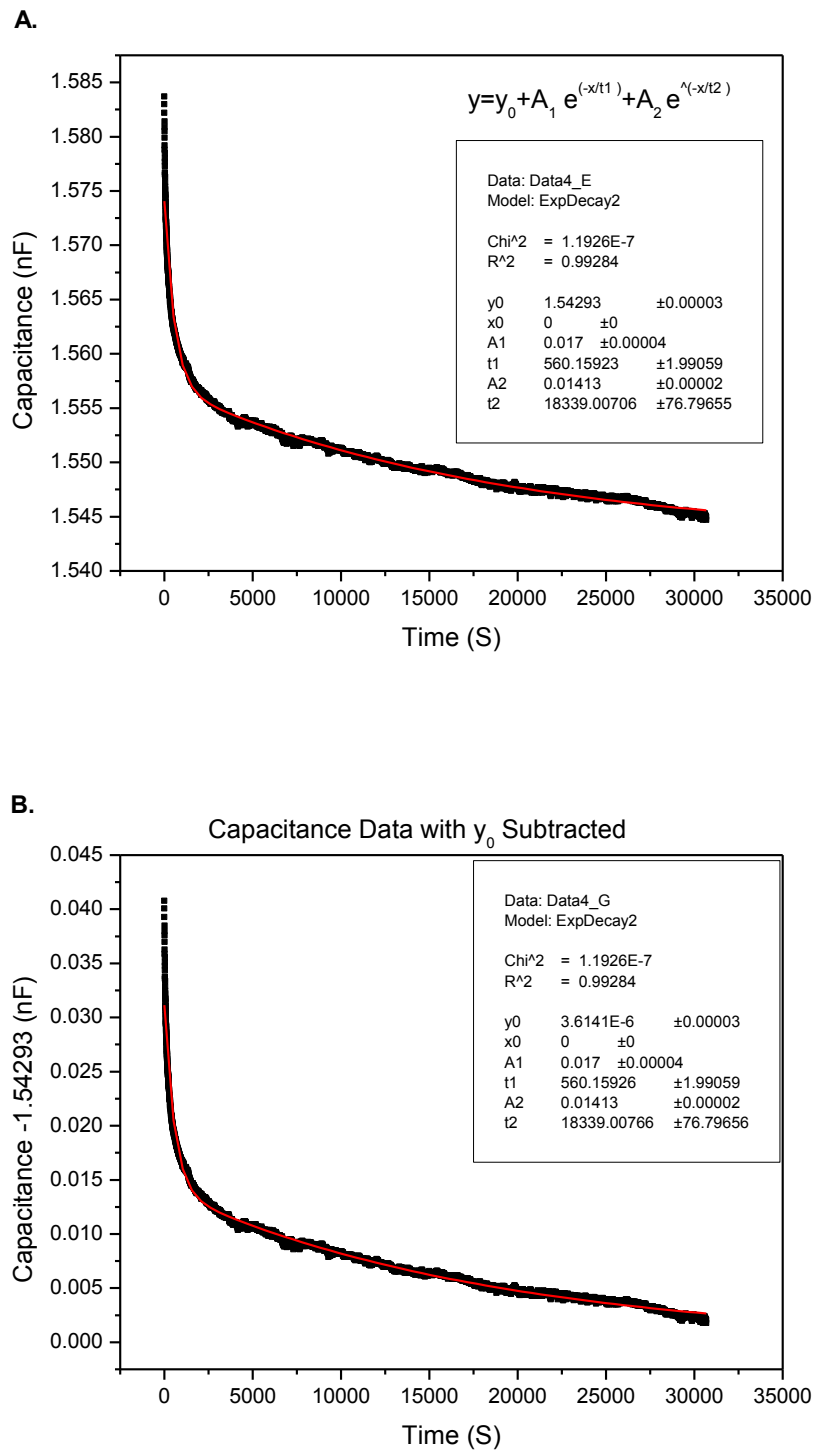 A.
y=y0+A1 e(-x/t1)+A2 e^(-x/t2)
Data: Data4_E
Model: ExpDecay2
Chi^2 = 1.1926E-7
R^2 = 0.99284
y0 1.54293 ±0.00003
x0 0 ±0
A1 0.017 ±0.00004
t1 560.15923 ±1.99059
A2 0.01413 ±0.00002
t2 18339.00706 ±76.79655
1.585
1.580
1.575
1.570
1.565
1.560
1.555
1.550
1.545
1.540
Capacitance (nF)
0 5000 10000 15000 20000 25000 30000 35000
Time (S)
B.
Capacitance Data with y0 Subtracted
Data: Data4_G
Model: ExpDecay2
Chi^2 = 1.1926E-7
R^2 = 0.99284
y0 3.6141E-6 ±0.00003
x0 0 ±0
A1 0.017 ±0.00004
t1 560.15926 ±1.99059
A2 0.01413 ±0.00002
t2 18339.00766 ±76.79656
0.045
0.040
0.035
0.030
0.025
0.020
0.015
0.010
0.005
0.000
Capacitance -1.54293 (nF)
0 5000 10000 15000 20000 25000 30000 35000
Time (S)